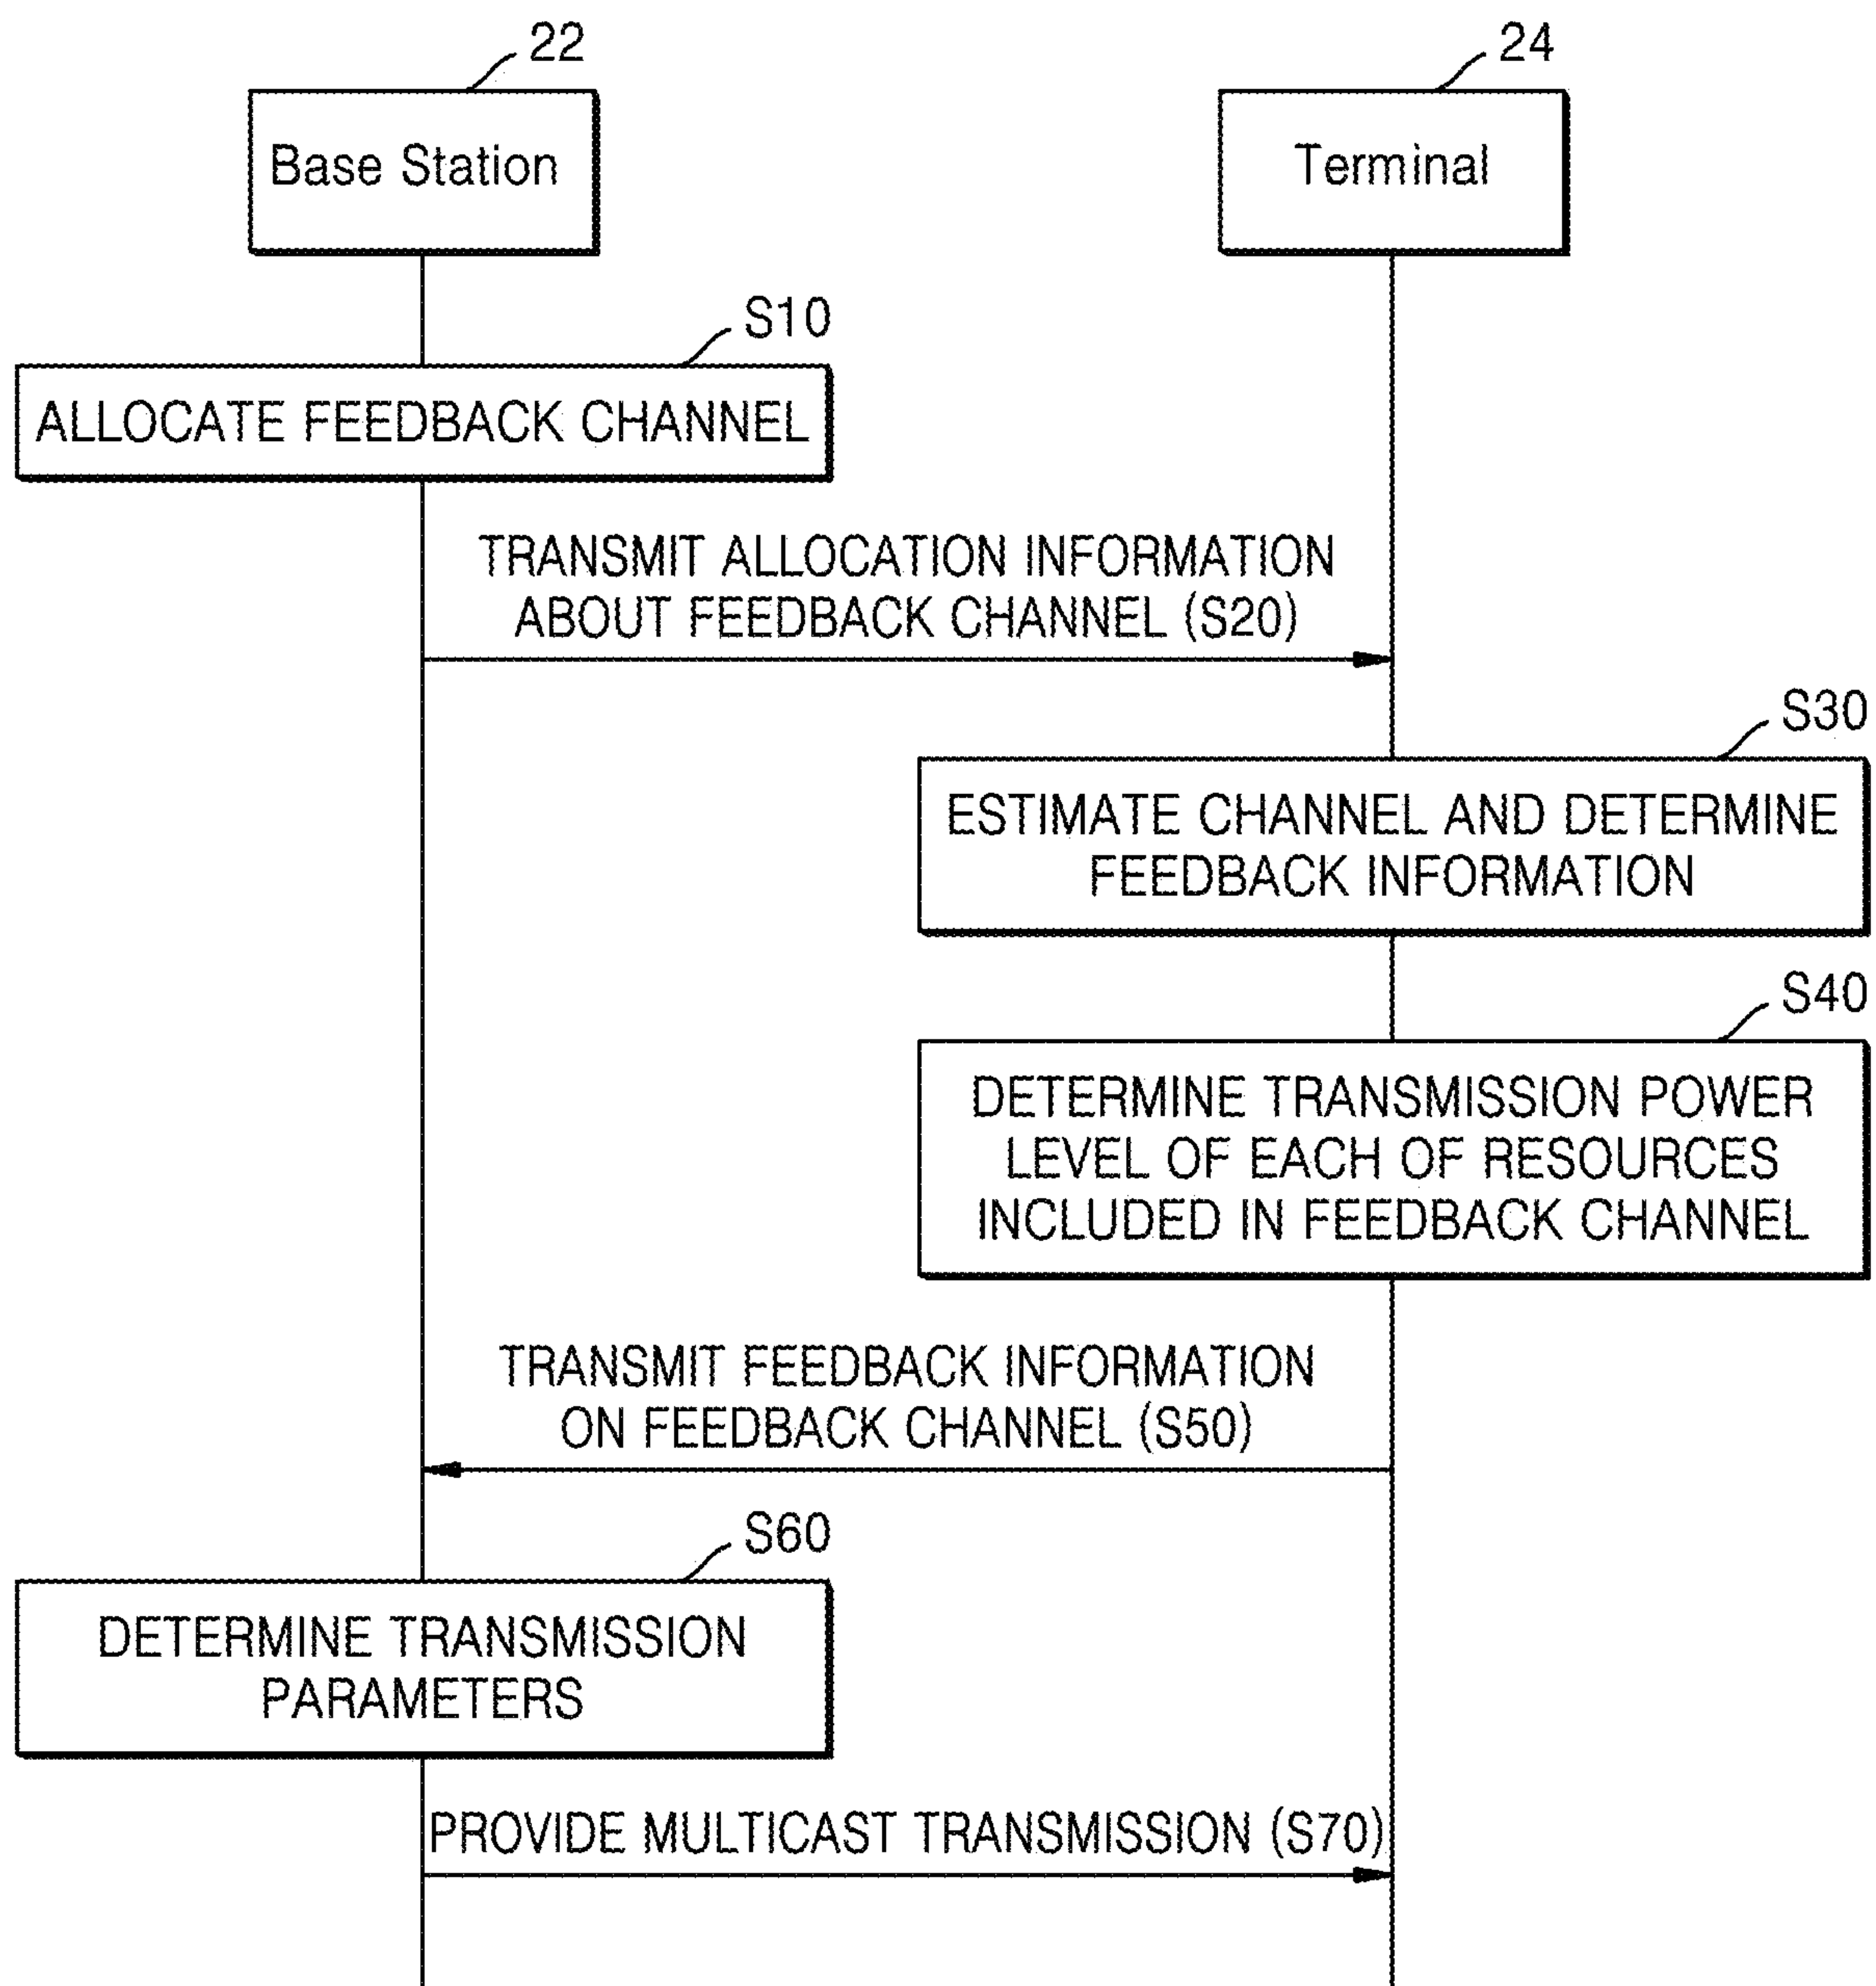 22
24
Base Station
Terminal
S10
ALLOCATE FEEDBACK CHANNEL
TRANSMIT ALLOCATION INFORMATION
ABOUT FEEDBACK CHANNEL (S20)
S30
ESTIMATE CHANNEL AND DETERMINE
FEEDBACK INFORMATION
S40
DETERMINE TRANSMISSION POWER
LEVEL OF EACH OF RESOURCES
INCLUDED IN FEEDBACK CHANNEL
TRANSMIT FEEDBACK INFORMATION
ON FEEDBACK CHANNEL (S50)
S60
DETERMINE TRANSMISSION
PARAMETERS
PROVIDE MULTICAST TRANSMISSION (S70)